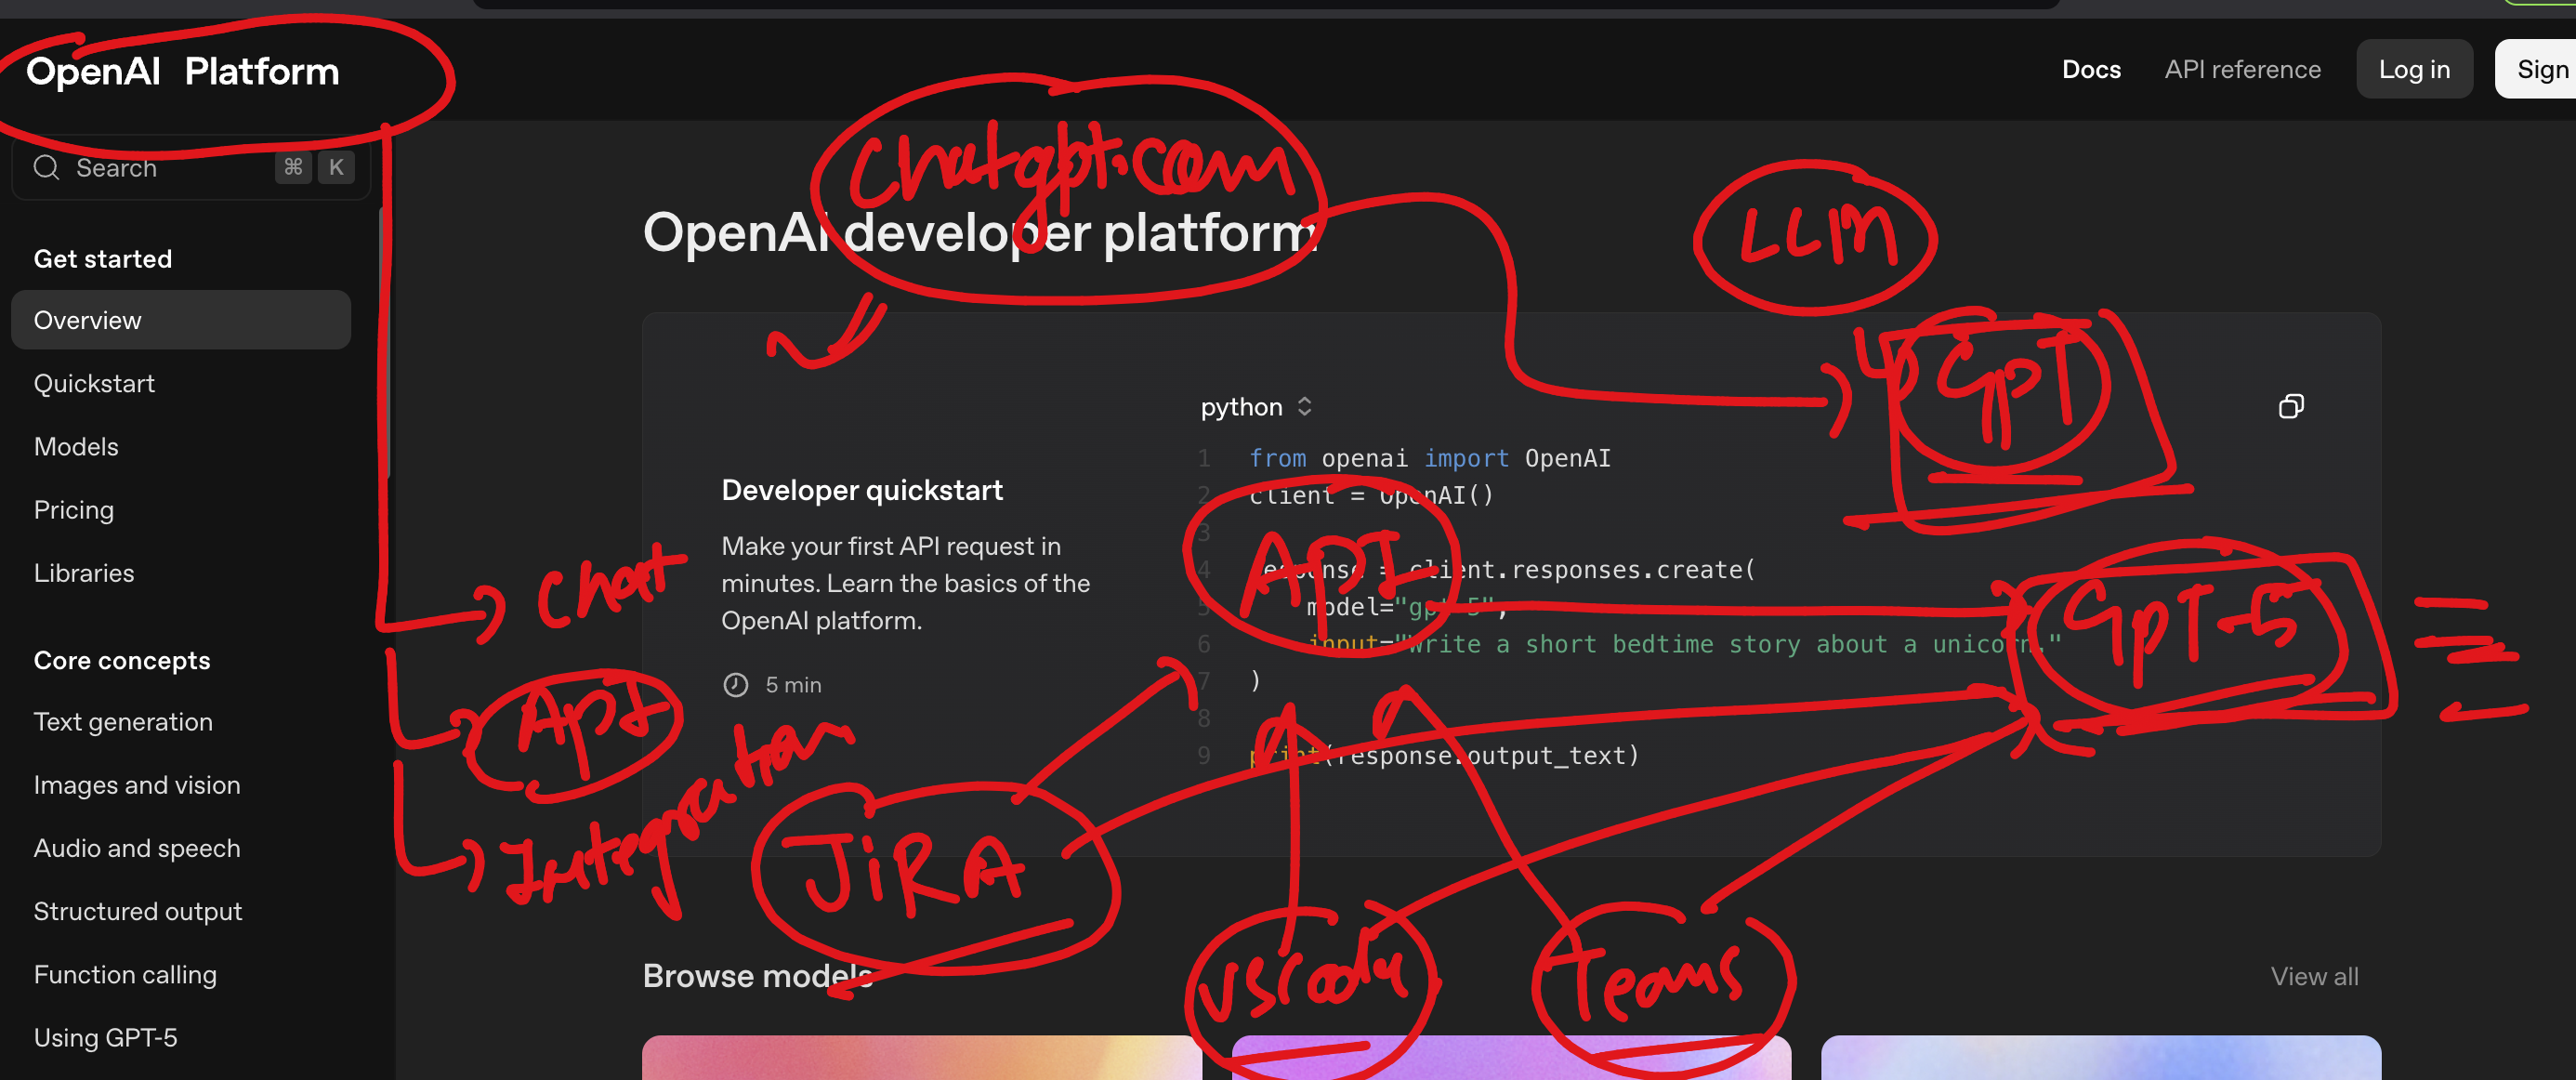 OpenAI Platform
Docs
API reference
Log in
Sign
Search ⌘ K
Get started
Overview
Quickstart
Models
Pricing
Libraries
Core concepts
Text generation
Images and vision
Audio and speech
Structured output
Function calling
Using GPT-5
Chatgpt.com
OpenAI developer platform
LLM
GPT
python
Developer quickstart
Make your first API request in
minutes. Learn the basics of the
OpenAI platform.
5 min
1 from openai import OpenAI
2 client = OpenAI()
3
4 response = client.responses.create(
5 model="gpt-5",
6 input="Write a short bedtime story about a unicorn."
7 )
8
9 print(response.output_text)
API
GPT-5
Chat
API
Integration
JiRA
vscode
Teams
Browse models
View all